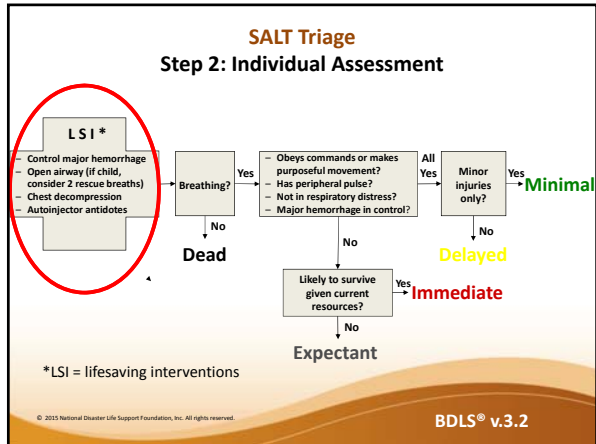 SALT Triage
Step 2: Individual Assessment
L S I *
– Control major hemorrhage
– Open airway (if child,
consider 2 rescue breaths)
– Chest decompression
– Autoinjector antidotes
Breathing?
Yes
No
Dead
– Obeys commands or makes
purposeful movement?
– Has peripheral pulse?
– Not in respiratory distress?
– Major hemorrhage in control?
All
Yes
Minor
injuries
only?
Yes
Minimal
No
Delayed
No
Likely to survive
given current
resources?
Yes
Immediate
No
Expectant
*LSI = lifesaving interventions
© 2015 National Disaster Life Support Foundation, Inc. All rights reserved.
BDLS® v.3.2